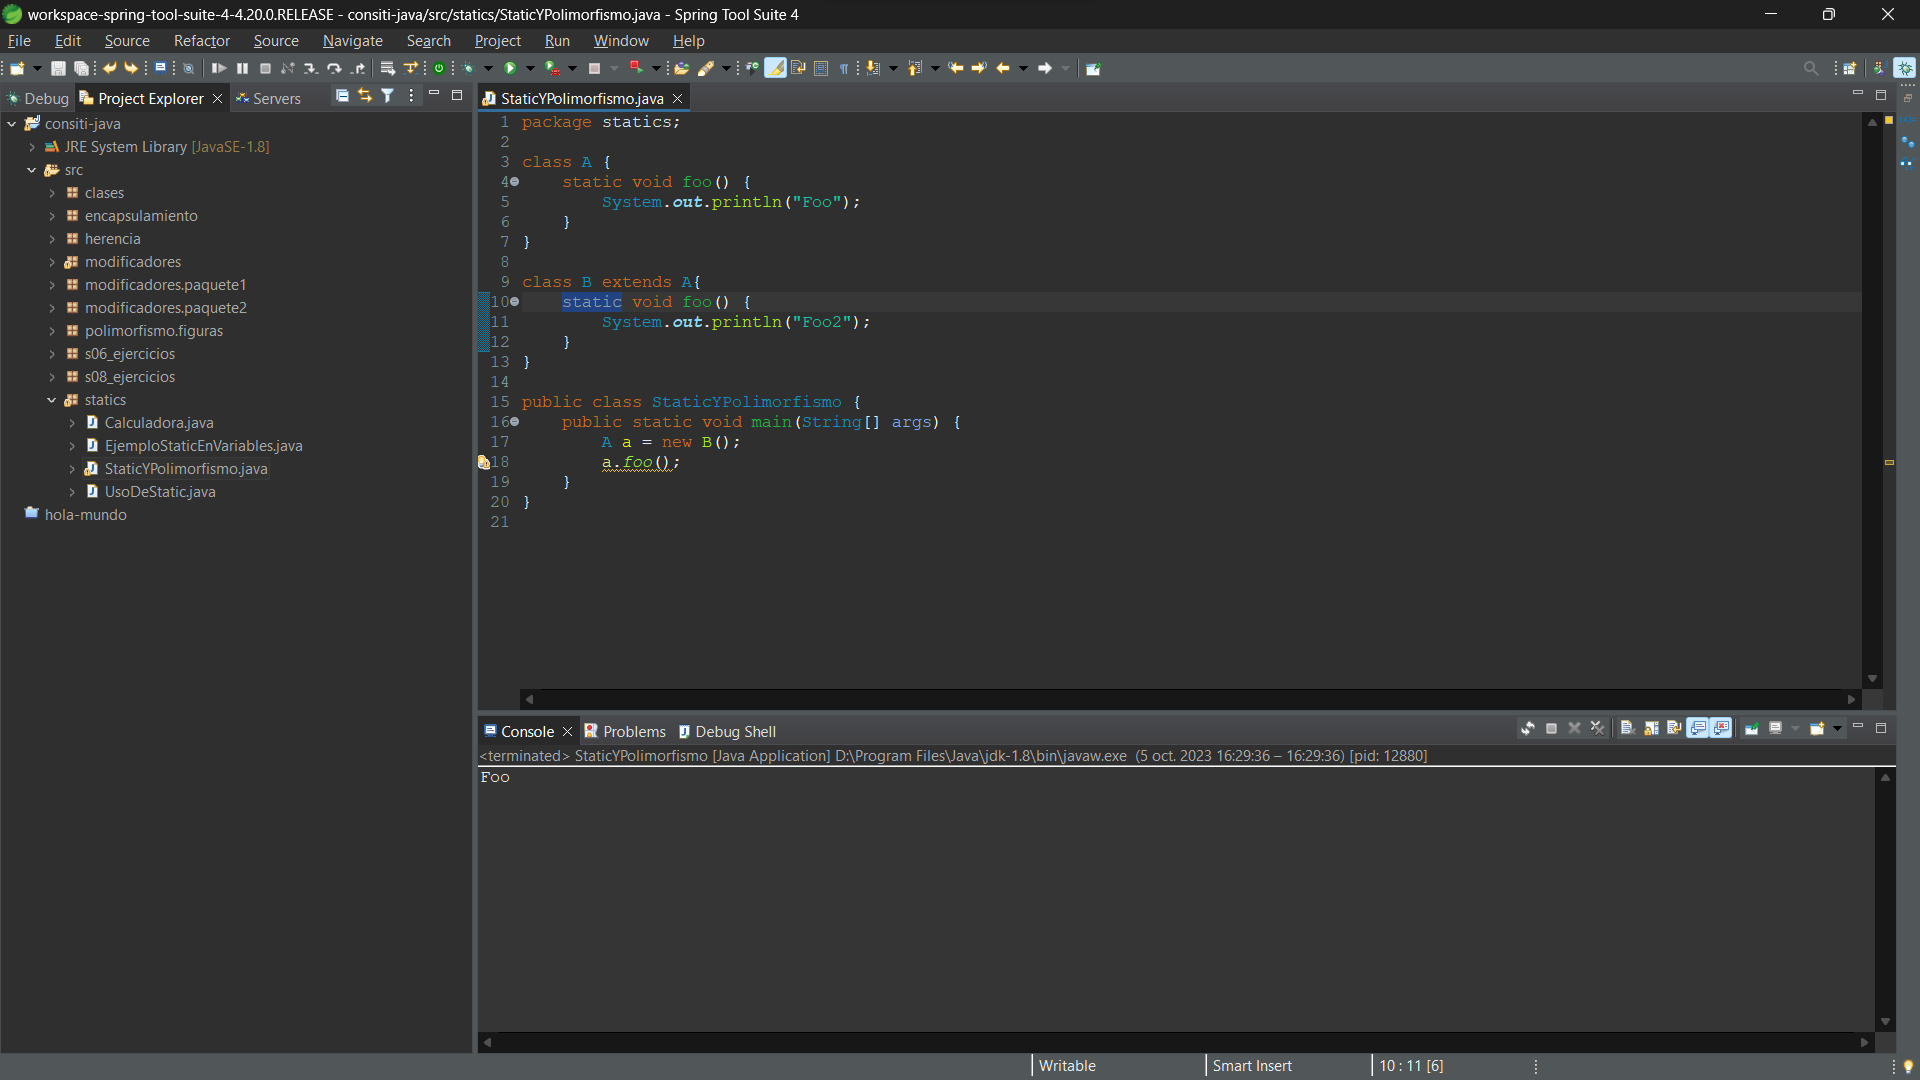 workspace-spring-tool-suite-4-4.20.0.RELEASE - consiti-java/src/statics/StaticYPolimorfismo.java - Spring Tool Suite 4
File Edit Source Refactor Source Navigate Search Project Run Window Help
Debug Project Explorer Servers
consiti-java
JRE System Library [JavaSE-1.8]
src
clases
encapsulamiento
herencia
modificadores
modificadores.paquete1
modificadores.paquete2
polimorfismo.figuras
s06_ejercicios
s08_ejercicios
statics
Calculadora.java
EjemploStaticEnVariables.java
StaticYPolimorfismo.java
UsoDeStatic.java
hola-mundo
StaticYPolimorfismo.java
1 package statics;
2
3 class A {
4 static void foo() {
5 System.out.println("Foo");
6 }
7 }
8
9 class B extends A{
10 static void foo() {
11 System.out.println("Foo2");
12 }
13 }
14
15 public class StaticYPolimorfismo {
16 public static void main(String[] args) {
17 A a = new B();
18 a.foo();
19 }
20 }
21
Console Problems Debug Shell
<terminated> StaticYPolimorfismo [Java Application] D:\Program Files\Java\jdk-1.8\bin\javaw.exe (5 oct. 2023 16:29:36 – 16:29:36) [pid: 12880]
Foo
Writable Smart Insert 10 : 11 [6]